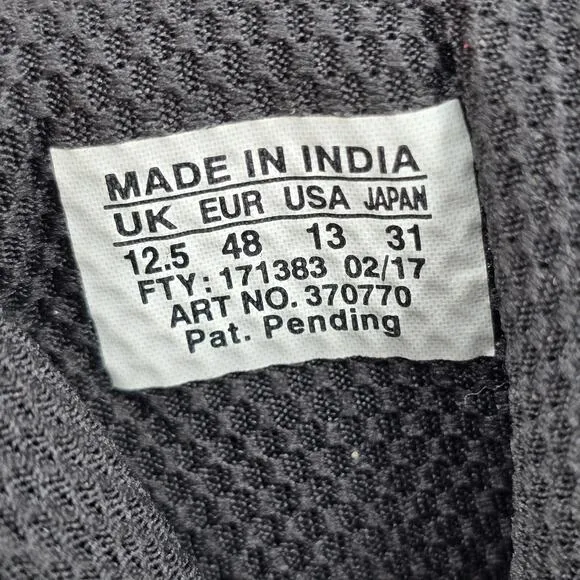 MADE IN INDIA
UK EUR USA JAPAN
12.5 48 13 31
FTY: 171383 02/17
ART NO. 370770
Pat. Pending